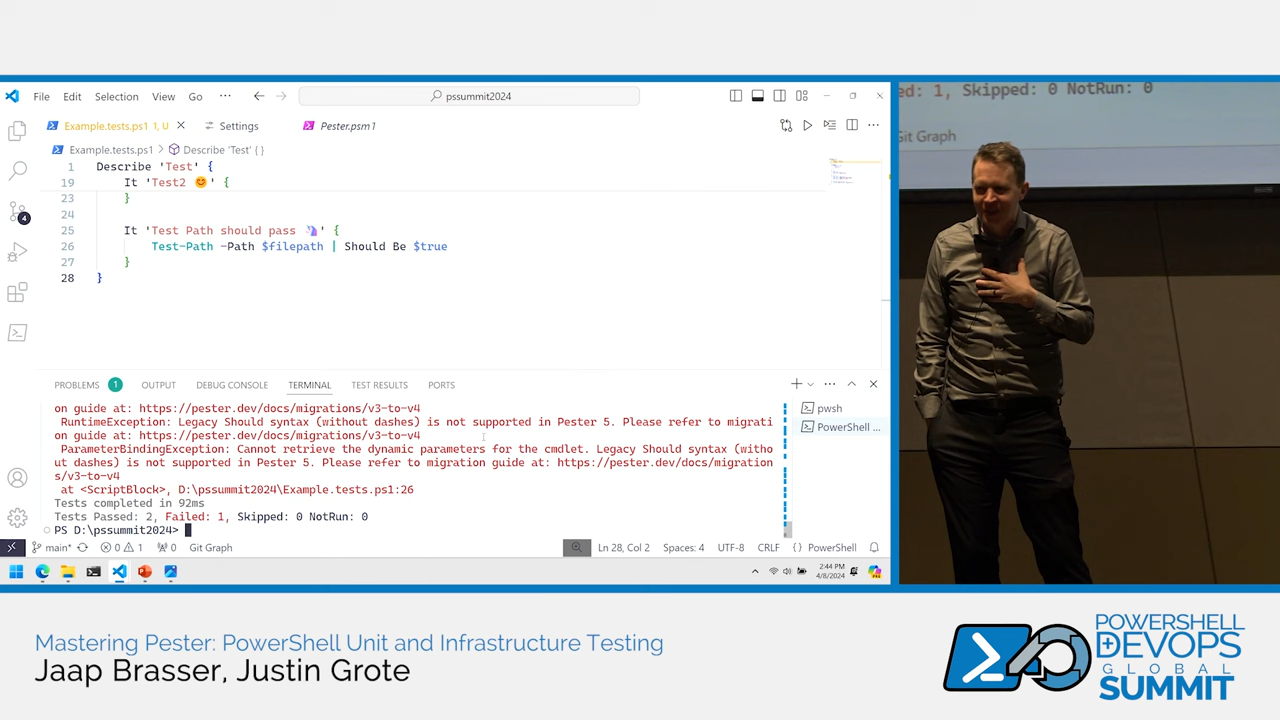 File Edit Selection View Go ··· pssummit2024
Example.tests.ps1 1, U Settings Pester.psm1
Example.tests.ps1 > Describe 'Test' { }
1 Describe 'Test' {
19 It 'Test2 😊' {
23 }
24
25 It 'Test Path should pass 🦄' {
26 Test-Path -Path $filepath | Should Be $true
27 }
28 }
4
PROBLEMS 1 OUTPUT DEBUG CONSOLE TERMINAL TEST RESULTS PORTS
on guide at: https://pester.dev/docs/migrations/v3-to-v4
RuntimeException: Legacy Should syntax (without dashes) is not supported in Pester 5. Please refer to migrati
on guide at: https://pester.dev/docs/migrations/v3-to-v4
ParameterBindingException: Cannot retrieve the dynamic parameters for the cmdlet. Legacy Should syntax (witho
ut dashes) is not supported in Pester 5. Please refer to migration guide at: https://pester.dev/docs/migration
s/v3-to-v4
at <ScriptBlock>, D:\pssummit2024\Example.tests.ps1:26
Tests completed in 92ms
Tests Passed: 2, Failed: 1, Skipped: 0 NotRun: 0
PS D:\pssummit2024>
pwsh
PowerShell ...
main* 0 1 0 Git Graph Ln 28, Col 2 Spaces: 4 UTF-8 CRLF {} PowerShell
2:44 PM
4/8/2024
ed: 1, Skipped: 0 NotRun: 0
Git Graph
Mastering Pester: PowerShell Unit and Infrastructure Testing
Jaap Brasser, Justin Grote
POWERSHELL
DEVOPS
GLOBAL
SUMMIT